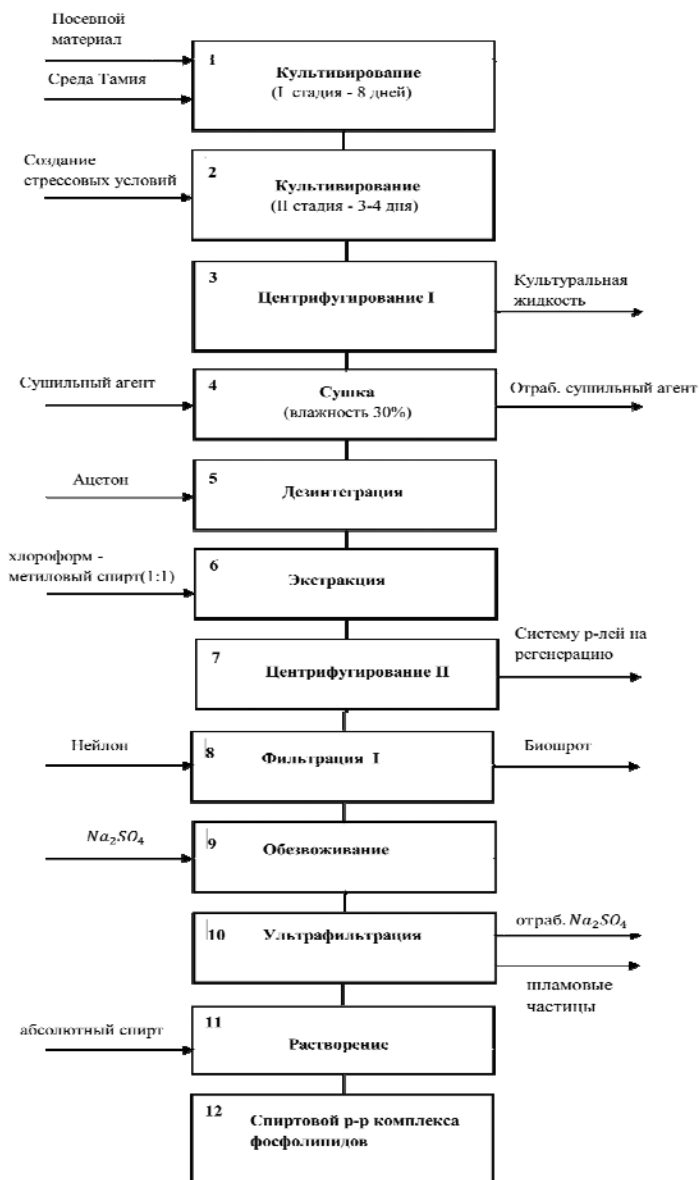 Посевной
материал
1
Культивирование
Среда Тамия
(I стадия - 8 дней)
Создание
стрессовых условий
2
Культивирование
(II стадия - 3-4 дня)
3
Центрифугирование I
Культуральная
жидкость
Сушильный агент
4
Сушка
(влажность 30%)
Отраб. сушильный агент
Ацетон
5
Дезинтеграция
хлороформ -
метиловый спирт(1:1)
6
Экстракция
7
Центрифугирование II
Систему р-лей на
регенерацию
Нейлон
8
Фильтрация I
Биошрот
Na₂SO₄
9
Обезвоживание
10
Ультрафильтрация
отраб. Na₂SO₄
шламовые
частицы
абсолютный спирт
11
Растворение
12
Спиртовой р-р комплекса
фосфолипидов